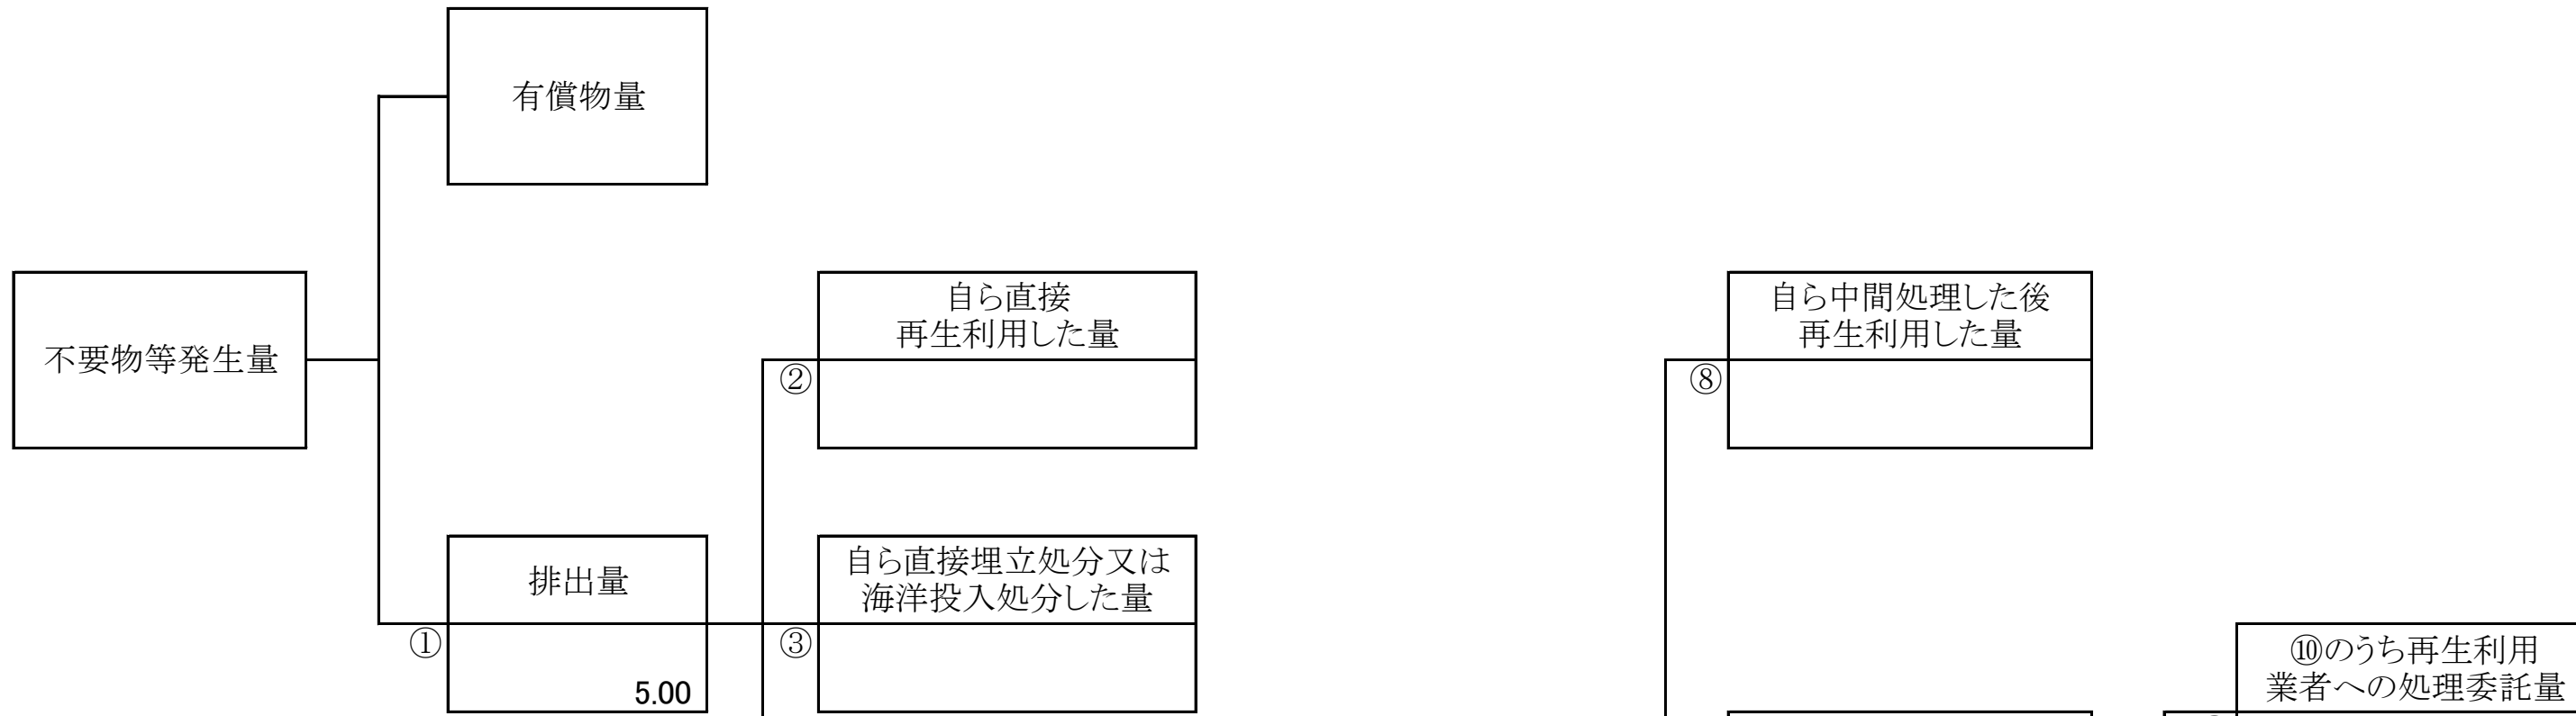 有償物量
不要物等発生量
自ら直接
再生利用した量
②
自ら中間処理した後
再生利用した量
⑧
排出量
①
5.00
自ら直接埋立処分又は
海洋投入処分した量
③
⑩のうち再生利用
業者への処理委託量